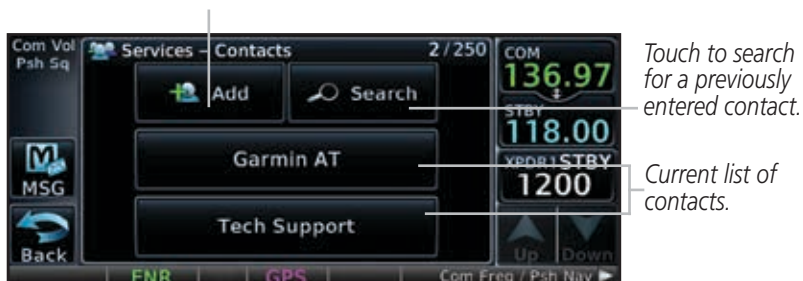 Com Vol
Psh Sq
Services – Contacts 2/250
COM
136.97
Add
Search
STBY
118.00
Garmin AT
MSG
XPDR1 STBY
1200
Tech Support
Back
Up Down
ENR GPS Com Freq / Psh Nav
Touch to search
for a previously
entered contact.
Current list of
contacts.